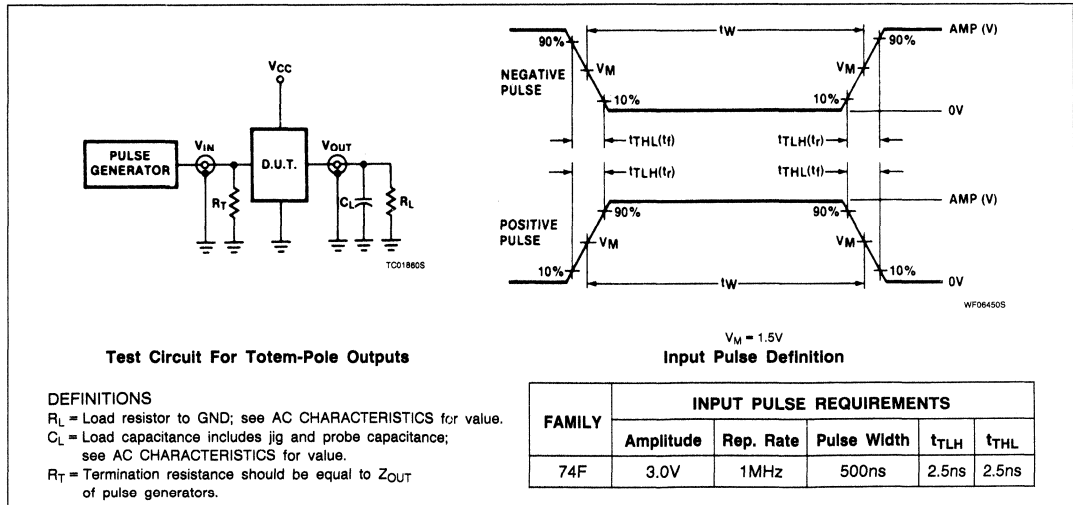 VCC
PULSE
GENERATOR
VIN
D.U.T.
VOUT
RT
CL
RL
TC01860S
Test Circuit For Totem-Pole Outputs
tW
AMP (V)
90%
90%
NEGATIVE
PULSE
VM
VM
10%
10%
0V
tTHL(tf)
tTLH(tr)
tTLH(tr)
tTHL(tf)
AMP (V)
90%
90%
POSITIVE
PULSE
VM
VM
10%
10%
tW
0V
WF06450S
VM = 1.5V
Input Pulse Definition
DEFINITIONS
RL = Load resistor to GND; see AC CHARACTERISTICS for value.
CL = Load capacitance includes jig and probe capacitance;
see AC CHARACTERISTICS for value.
RT = Termination resistance should be equal to ZOUT
of pulse generators.
FAMILY
INPUT PULSE REQUIREMENTS
Amplitude Rep. Rate Pulse Width tTLH tTHL
74F 3.0V 1MHz 500ns 2.5ns 2.5ns